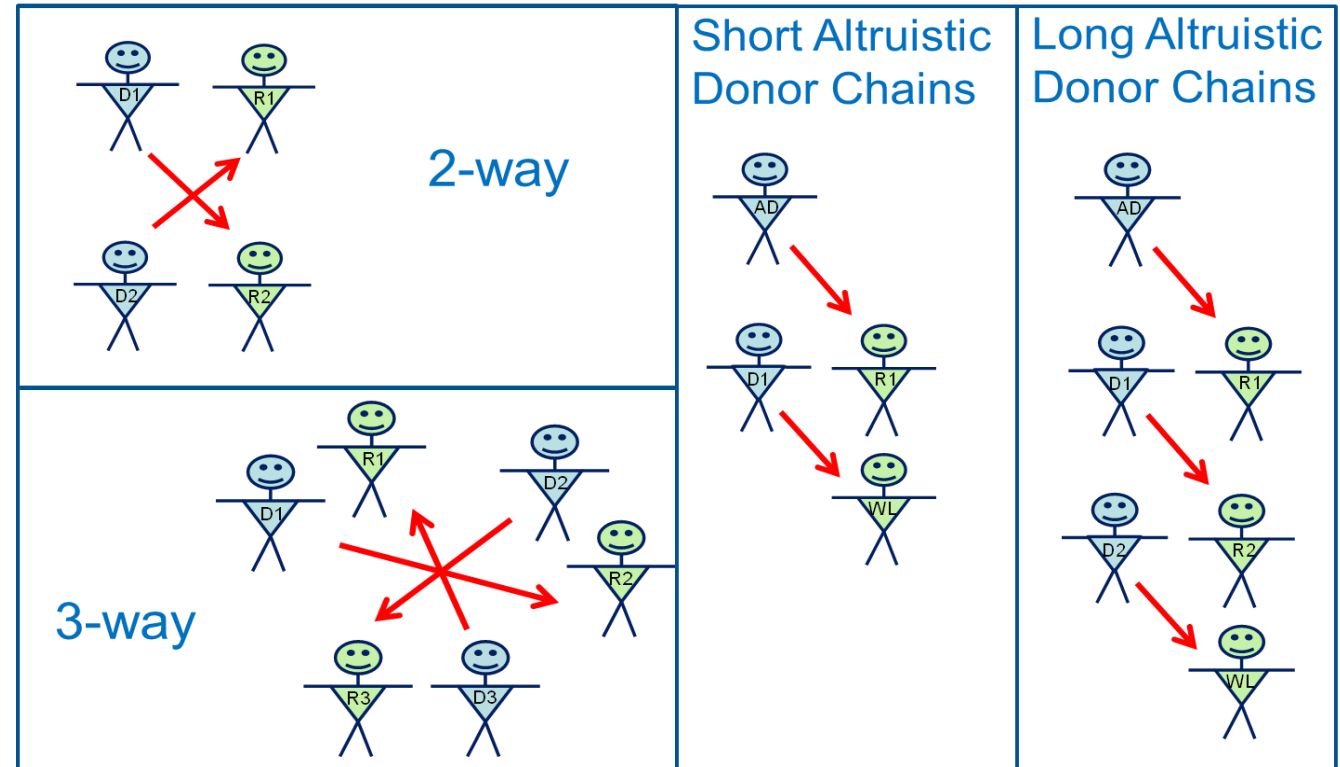 D1 R1
2-way
D2 R2
R1
D1 D2
R2
3-way
R3 D3
Short Altruistic
Donor Chains
AD
D1 R1
WL
Long Altruistic
Donor Chains
AD
D1 R1
D2 R2
WL